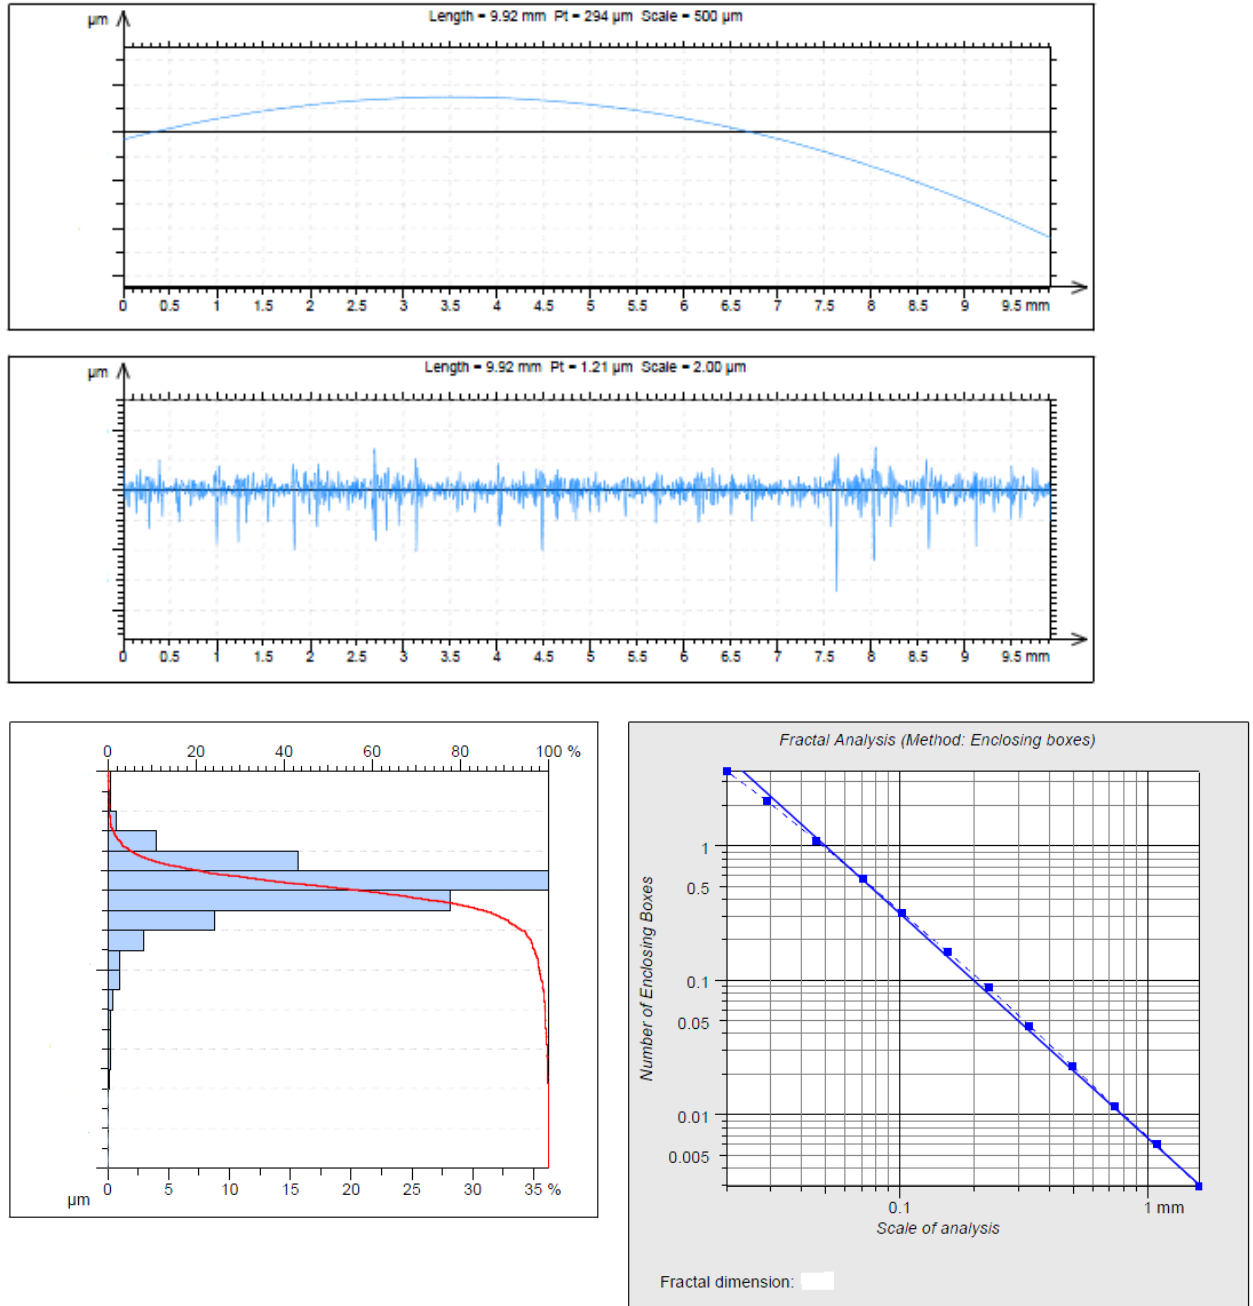 Length = 9.92 mm  Pt = 294 µm  Scale = 500 µm
µm
0 0.5 1 1.5 2 2.5 3 3.5 4 4.5 5 5.5 6 6.5 7 7.5 8 8.5 9 9.5 mm
Length = 9.92 mm  Pt = 1.21 µm  Scale = 2.00 µm
µm
0 0.5 1 1.5 2 2.5 3 3.5 4 4.5 5 5.5 6 6.5 7 7.5 8 8.5 9 9.5 mm
0 20 40 60 80 100 %
µm
0 5 10 15 20 25 30 35 %
Fractal Analysis (Method: Enclosing boxes)
Number of Enclosing Boxes
1
0.5
0.1
0.05
0.01
0.005
0.1 1 mm
Scale of analysis
Fractal dimension: